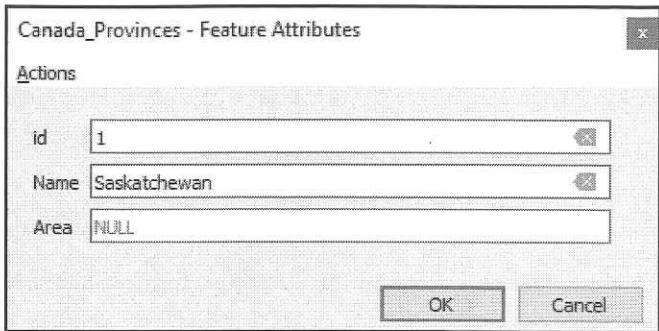 Canada_Provinces - Feature Attributes
x
Actions
id 1
Name Saskatchewan
Area NULL
OK Cancel